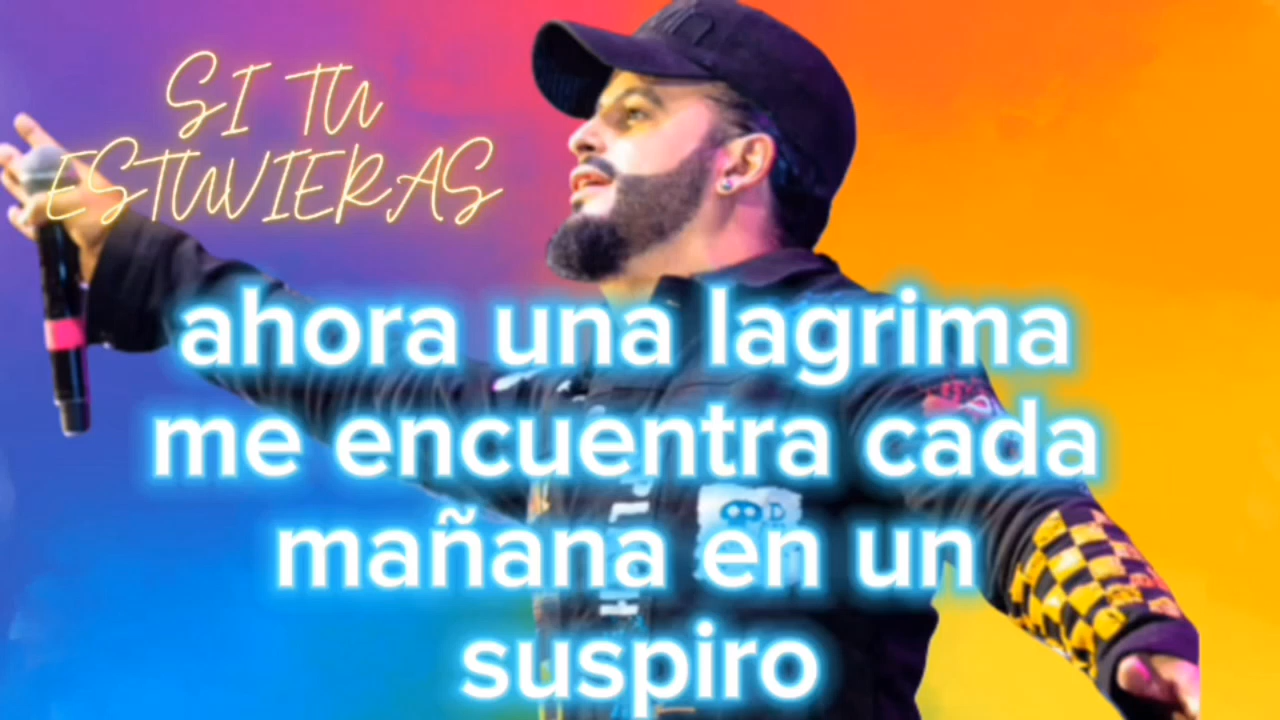 SI TU
ESTUVIERAS
ahora una lagrima
me encuentra cada
mañana en un
suspiro